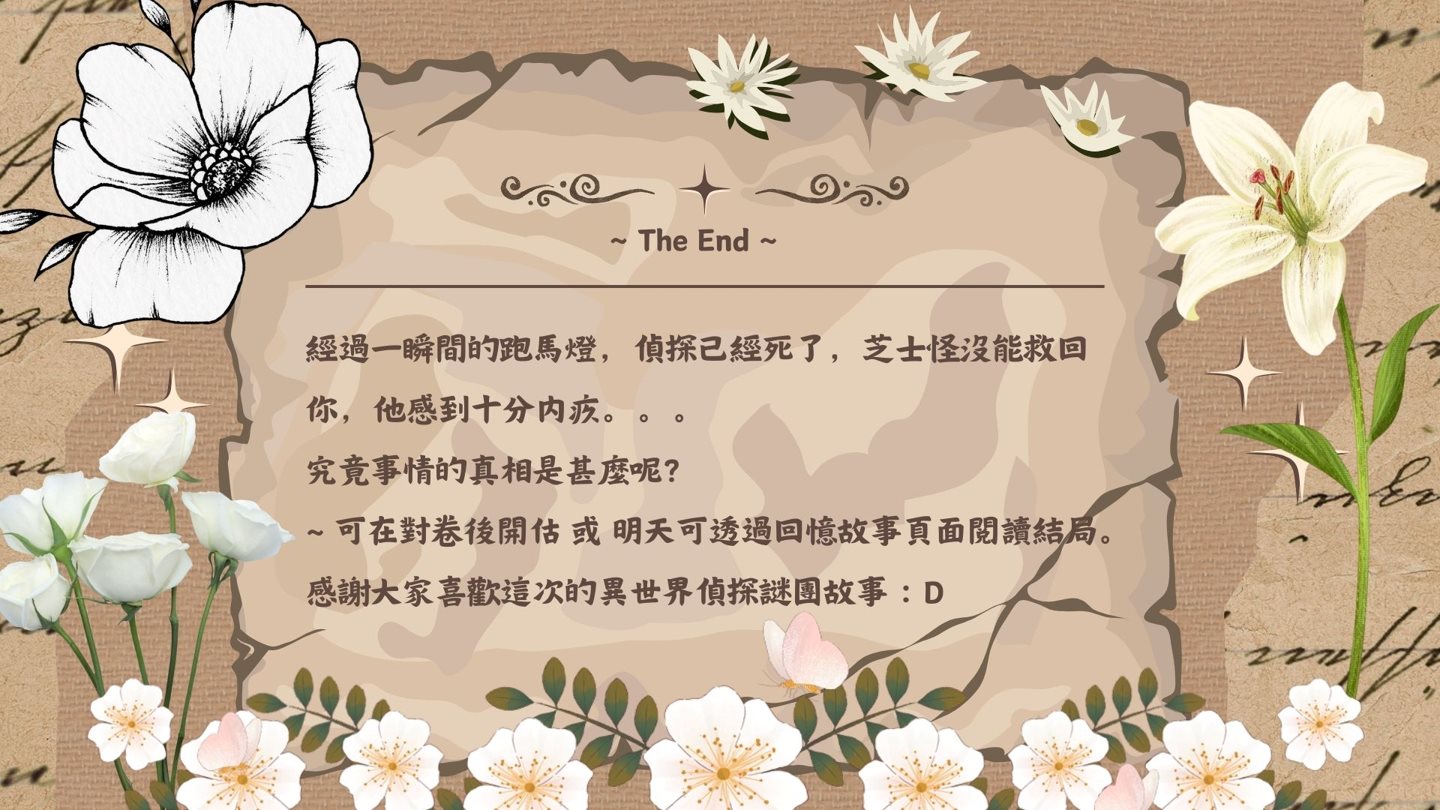 ~ The End ~
經過一瞬間的跑馬燈，偵探已經死了，芝士怪沒能救回
你，他感到十分内疚。。。
究竟事情的真相是甚麼呢?
~ 可在對卷後開估 或 明天可透過回憶故事頁面閱讀結局。
感謝大家喜歡這次的異世界偵探謎團故事：D